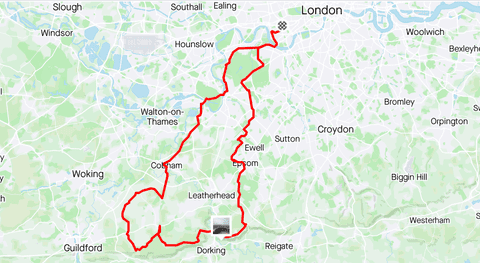 Slough
Southall
Ealing
London
Windsor
Hounslow
Woolwich
Bexleyhe
Walton-on-
Thames
Bromley
Orpington
Sutton
Croydon
Ewell
Epsom
Cobham
Woking
Leatherhead
Biggin Hill
Westerham
Guildford
Dorking
Reigate